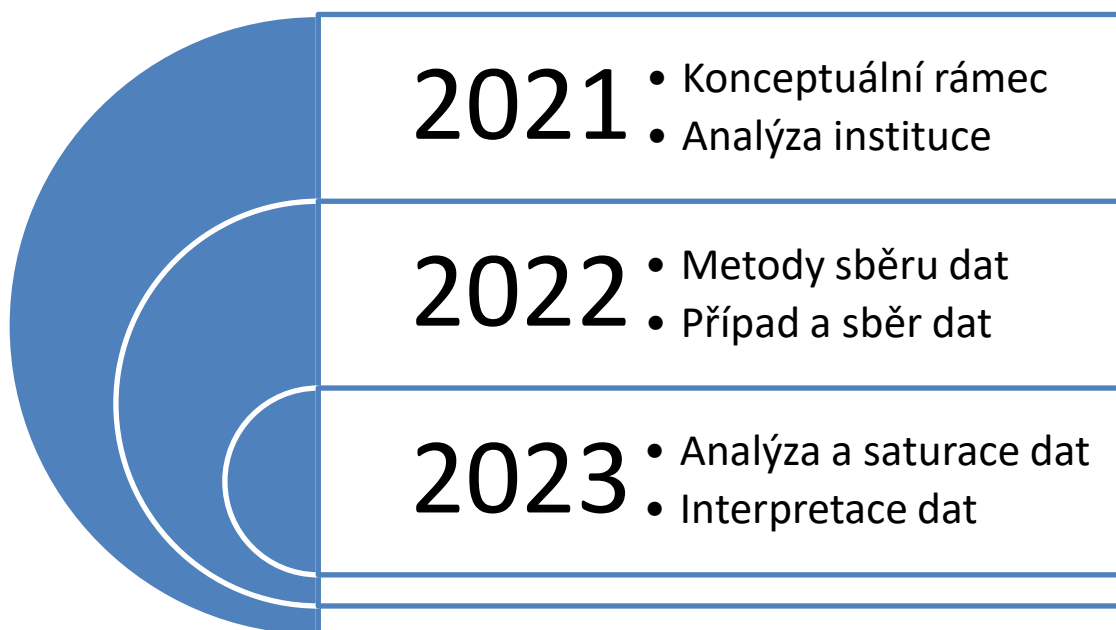 2021
• Konceptuální rámec
• Analýza instituce
2022
• Metody sběru dat
• Případ a sběr dat
2023
• Analýza a saturace dat
• Interpretace dat